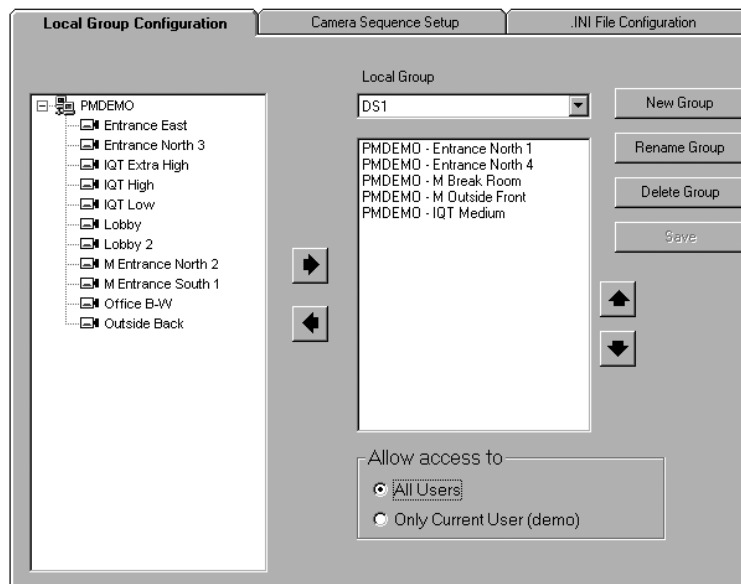 Local Group Configuration
Camera Sequence Setup
.INI File Configuration
PMDEMO
Entrance East
Entrance North 3
IQT Extra High
IQT High
IQT Low
Lobby
Lobby 2
M Entrance North 2
M Entrance South 1
Office B-W
Outside Back
Local Group
DS1
PMDEMO - Entrance North 1
PMDEMO - Entrance North 4
PMDEMO - M Break Room
PMDEMO - M Outside Front
PMDEMO - IQT Medium
New Group
Rename Group
Delete Group
Save
Allow access to
All Users
Only Current User (demo)